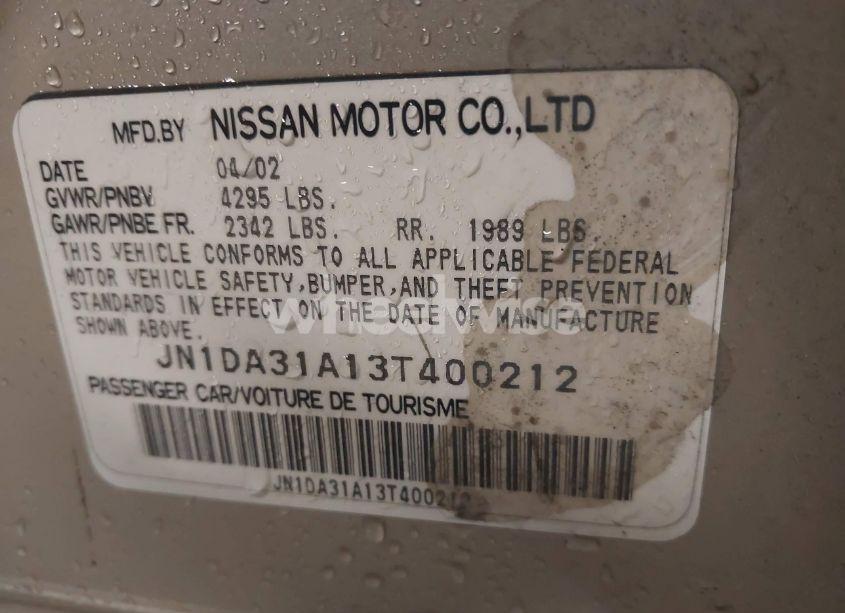 MFD.BY NISSAN MOTOR CO.,LTD
DATE 04/02
GVWR/PNBV 4295 LBS.
GAWR/PNBE FR. 2342 LBS. RR. 1989 LBS.
THIS VEHICLE CONFORMS TO ALL APPLICABLE FEDERAL
MOTOR VEHICLE SAFETY,BUMPER,AND THEFT PREVENTION
STANDARDS IN EFFECT ON THE DATE OF MANUFACTURE
SHOWN ABOVE.
wheelwise
JN1DA31A13T400212
PASSENGER CAR/VOITURE DE TOURISME
JN1DA31A13T400212